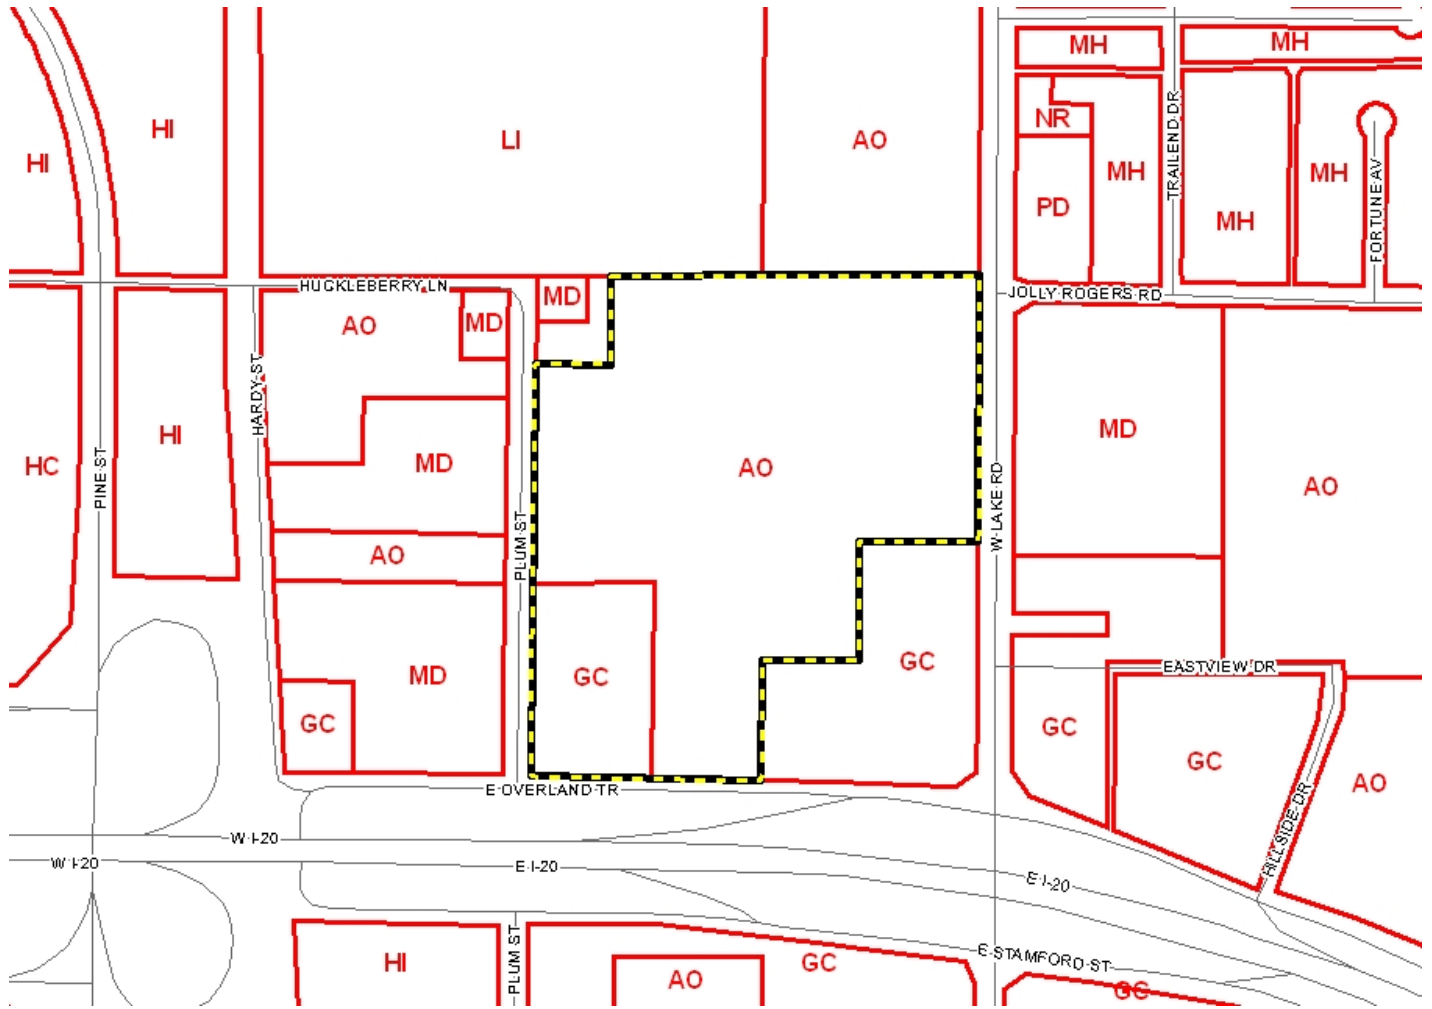 MH
MH
HI
LI
AO
NR
TRAILEND DR
HI
MH
MH
FORTUNE AV
PD
MH
HUCKLEBERRY LN
MD
JOLLY ROGERS RD
AO
MD
HARDY ST
HI
MD
MD
HC
PINE ST
AO
W LAKE RD
AO
PLUM ST
AO
GC
GC
EASTVIEW DR
MD
GC
GC
GC
AO
E OVERLAND TR
HILLSIDE DR
W I-20
W I-20
E I-20
E I-20
PLUM ST
HI
GC
E STAMFORD ST
AO
GC